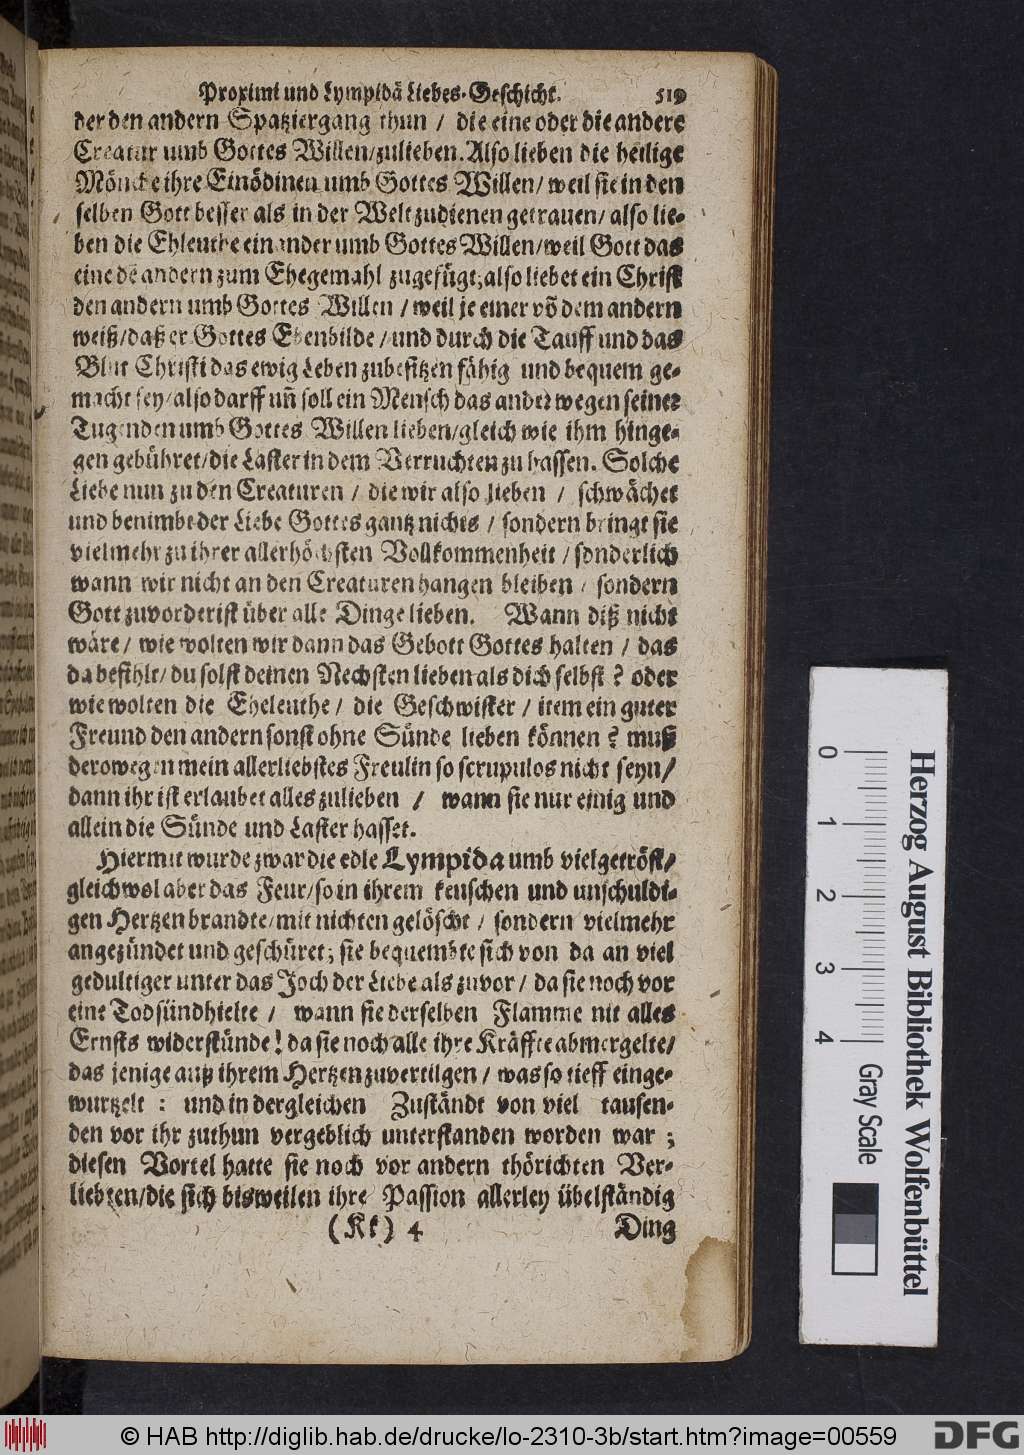 Proximi und Lympidä Liebes-Geschicht. 519
der den andern Spatziergang thun / die eine oder die andere
Creatur umb Gottes Willen/zulieben. Also lieben die heilige
Mönche ihre Einödinen umb Gottes Willen/ weil sie in den
selben Gott besser als in der Welt zudienen getrauen/ also lie-
ben die Ehleuthe einander umb Gottes Willen/weil Gott das
eine dē andern zum Ehegemahl zugefügt; also liebet ein Christ
den andern umb Gottes Willen / weil je einer võ dem andern
weiß/daß er Gottes Ebenbilde / und durch die Tauff und das
Blut Christi das ewig Leben zubesitzen fähig und bequem ge-
macht sey/also darff uñ soll ein Mensch das ander wegen seiner
Tugenden umb Gottes Willen lieben/gleich wie ihm hinge-
gen gebühret/die Laster in dem Verruchten zu hassen. Solche
Liebe nun zu den Creaturen / die wir also lieben / schwächet
und benimbt der Liebe Gottes gantz nichts / sondern bringt sie
vielmehr zu ihrer allerhöchsten Vollkommenheit / sonderlich
wann wir nicht an den Creaturen hangen bleiben / sondern
Gott zuvorderist über alle Dinge lieben. Wann diß nicht
wäre / wie wolten wir dann das Gebott Gottes halten / das
da befihlt/ du solst deinen Nechsten lieben als dich selbst ? oder
wie wolten die Eheleuthe / die Geschwister / item ein guter
Freund den andern sonst ohne Sünde lieben können ? muß
derowegen mein allerliebstes Freulin so scrupulos nicht seyn/
dann ihr ist erlaubet alles zulieben / wann sie nur einig und
allein die Sünde und Laster hasset.
Hiermit wurde zwar die edle Lympida umb viel getröst/
gleichwol aber das Feur/so in ihrem keuschen und unschuldi-
gen Hertzen brandte/mit nichten gelöscht / sondern vielmehr
angezündet und geschüret; sie bequembte sich von da an viel
gedultiger unter das Joch der Liebe als zuvor / da sie noch vor
eine Todsünd hielte / wann sie derselben Flamme nit alles
Ernsts widerstünde! da sie noch alle ihre Kräffte abmergelte/
das jenige auß ihrem Hertzen zuvertilgen / was so tieff einge-
wurtzelt : und in dergleichen Zuständt von viel tausen-
den vor ihr zuthun vergeblich unterstanden worden war ;
diesen Vortel hatte sie noch vor andern thörichten Ver-
liebten/die sich bisweilen ihre Passion allerley übelständig
(Kk) 4 Ding
0 1 2 3 4
Herzog August Bibliothek Wolfenbüttel
Gray Scale
© HAB http://diglib.hab.de/drucke/lo-2310-3b/start.htm?image=00559
DFG